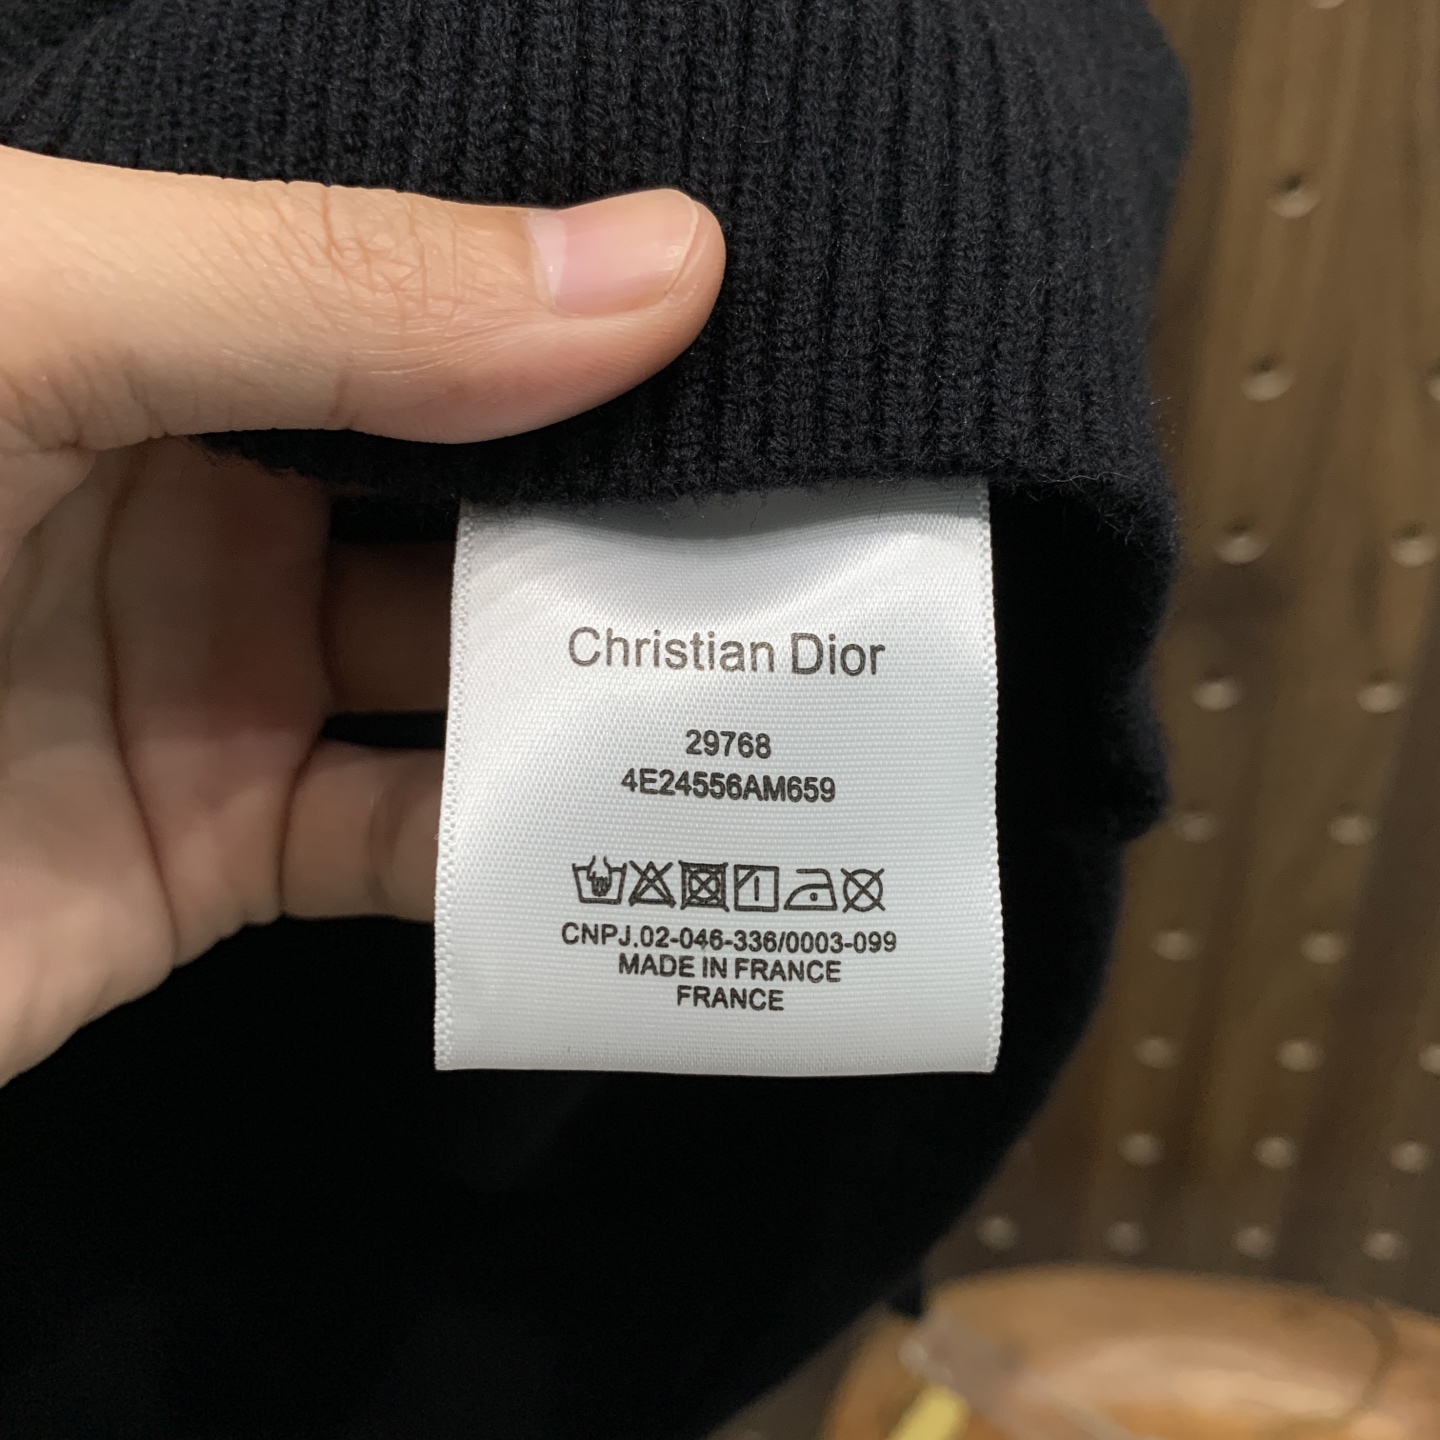 Christian Dior
29768
4E24556AM659
CNPJ.02-046-336/0003-099
MADE IN FRANCE
FRANCE